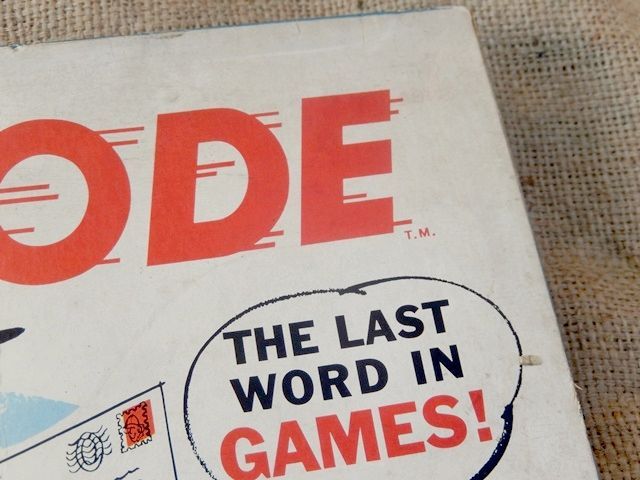 ODE
T.M.
THE LAST
WORD IN
GAMES!